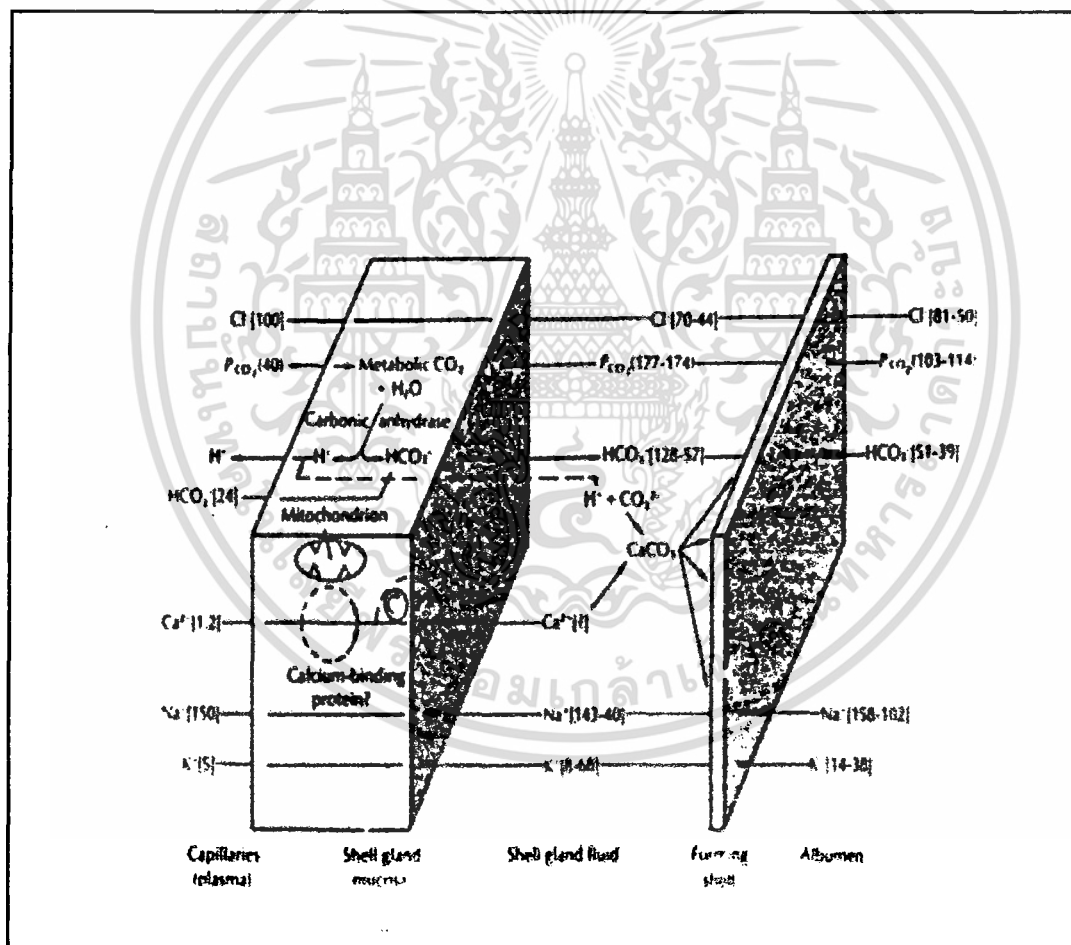 Cl [100] Cl [70-44] Cl [81-50]
P CO₂ (40) Metabolic CO₂ P CO₂ (177-174) P CO₂ (103-114)
• H₂O
Carbonic anhydrase
H⁺ H⁺ HCO₃⁻ HCO₃ [128-57] HCO₃ [51-39]
HCO₃ [24] H⁺ + CO₃²⁻
Mitochondrion
CaCO₃
Ca²⁺ [1.2] Ca²⁺ [?]
Calcium-binding
protein?
Na⁺ [150] Na⁺ [143-40] Na⁺ [158-102]
K⁺ [5] K [8-68] K [14-38]
Capillaries Shell gland Shell gland fluid Forming Albumen
(plasma) mucosa shell